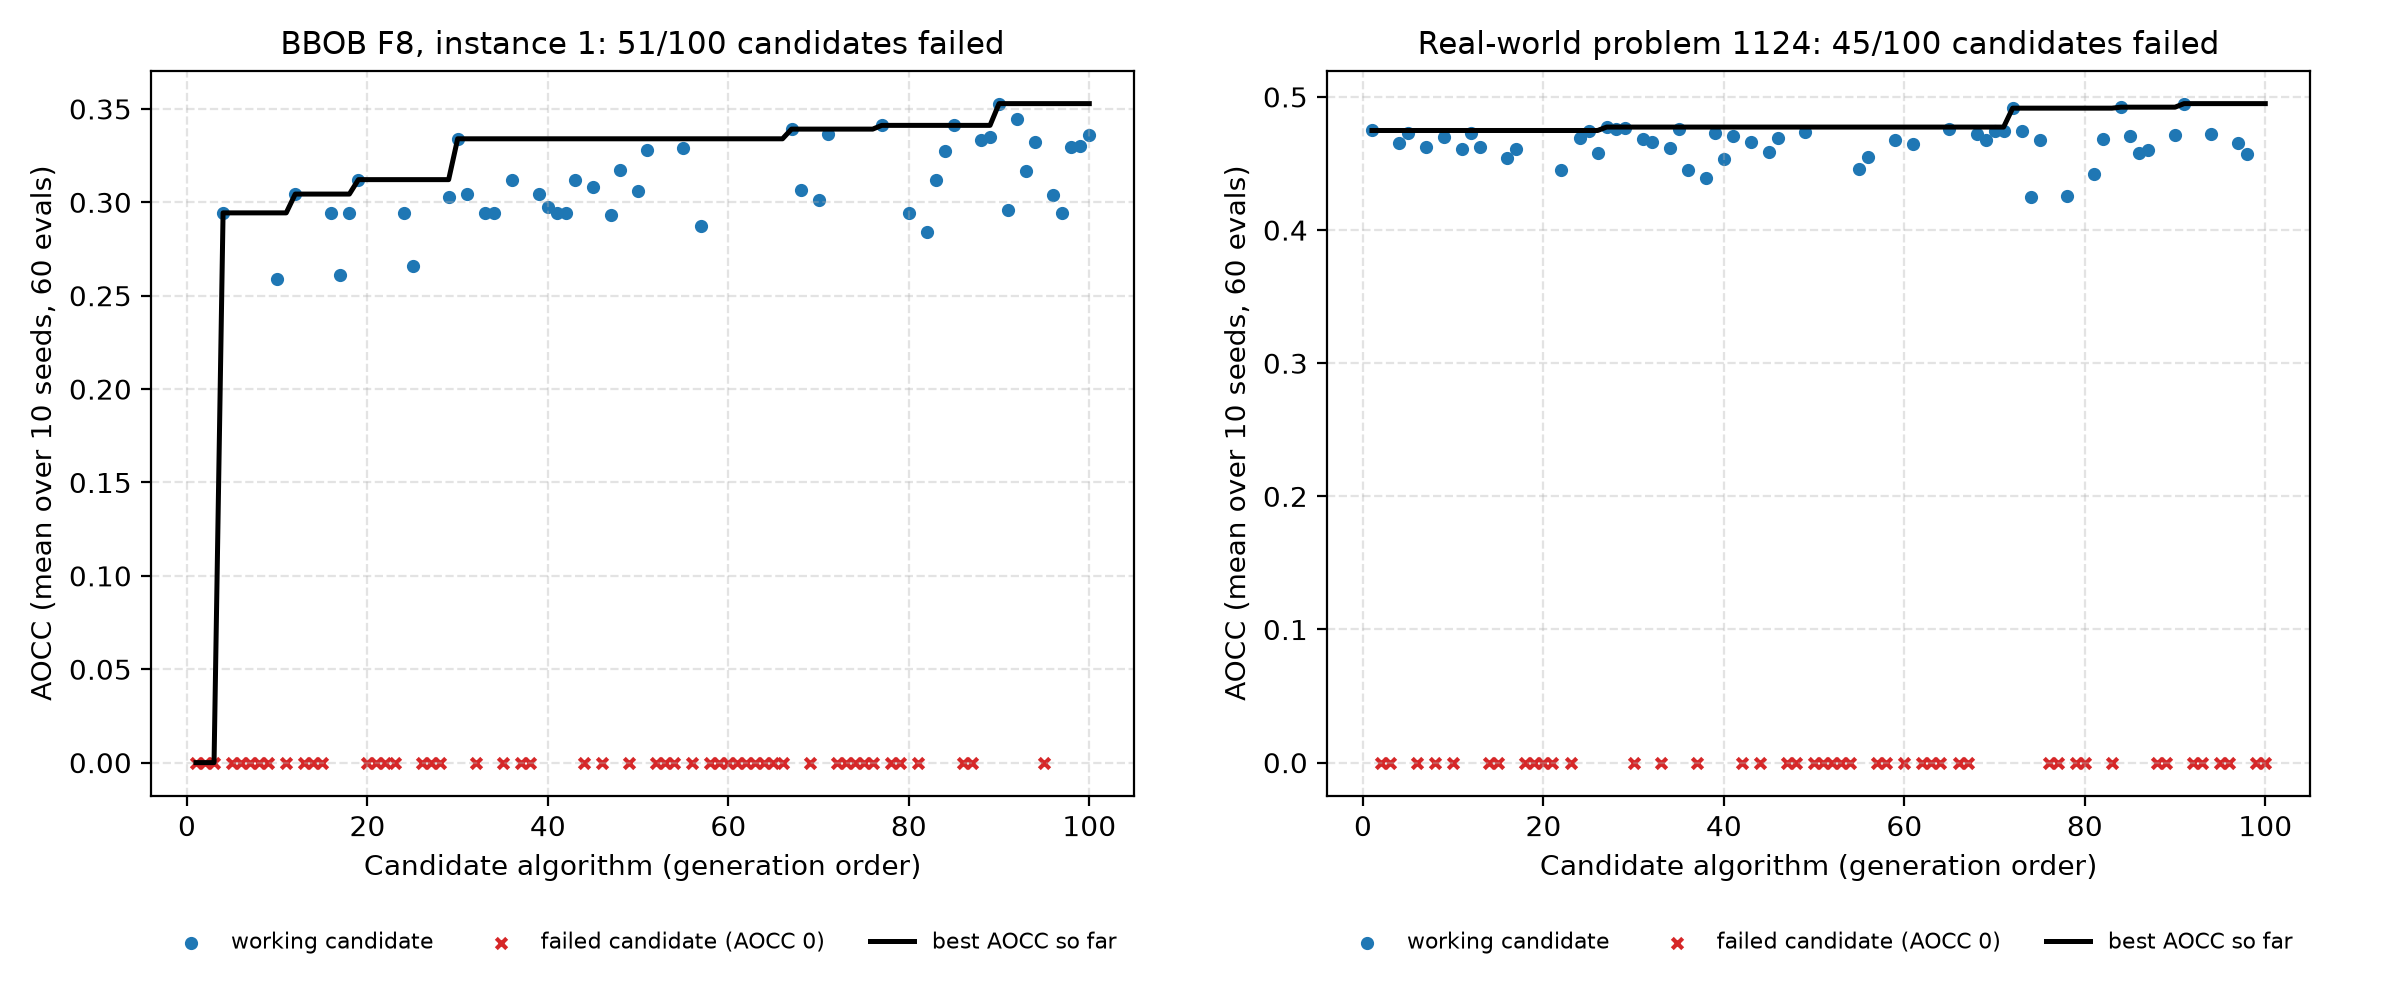 BBOB F8, instance 1: 51/100 candidates failed
AOCC (mean over 10 seeds, 60 evals)
0.35
0.30
0.25
0.20
0.15
0.10
0.05
0.00
0 20 40 60 80 100
Candidate algorithm (generation order)
working candidate failed candidate (AOCC 0) best AOCC so far
Real-world problem 1124: 45/100 candidates failed
AOCC (mean over 10 seeds, 60 evals)
0.5
0.4
0.3
0.2
0.1
0.0
0 20 40 60 80 100
Candidate algorithm (generation order)
working candidate failed candidate (AOCC 0) best AOCC so far